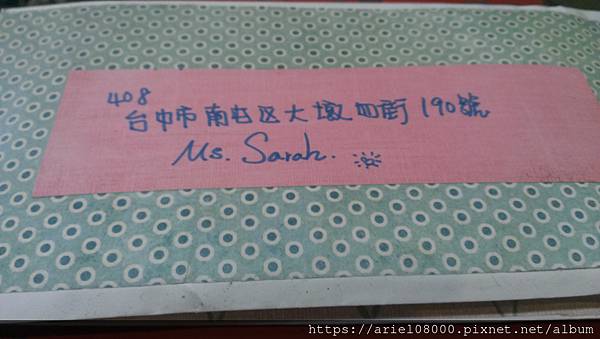 408
台中市南屯区大墩四街190號
Ms. Sarah.
https://ariel08000.pixnet.net/album